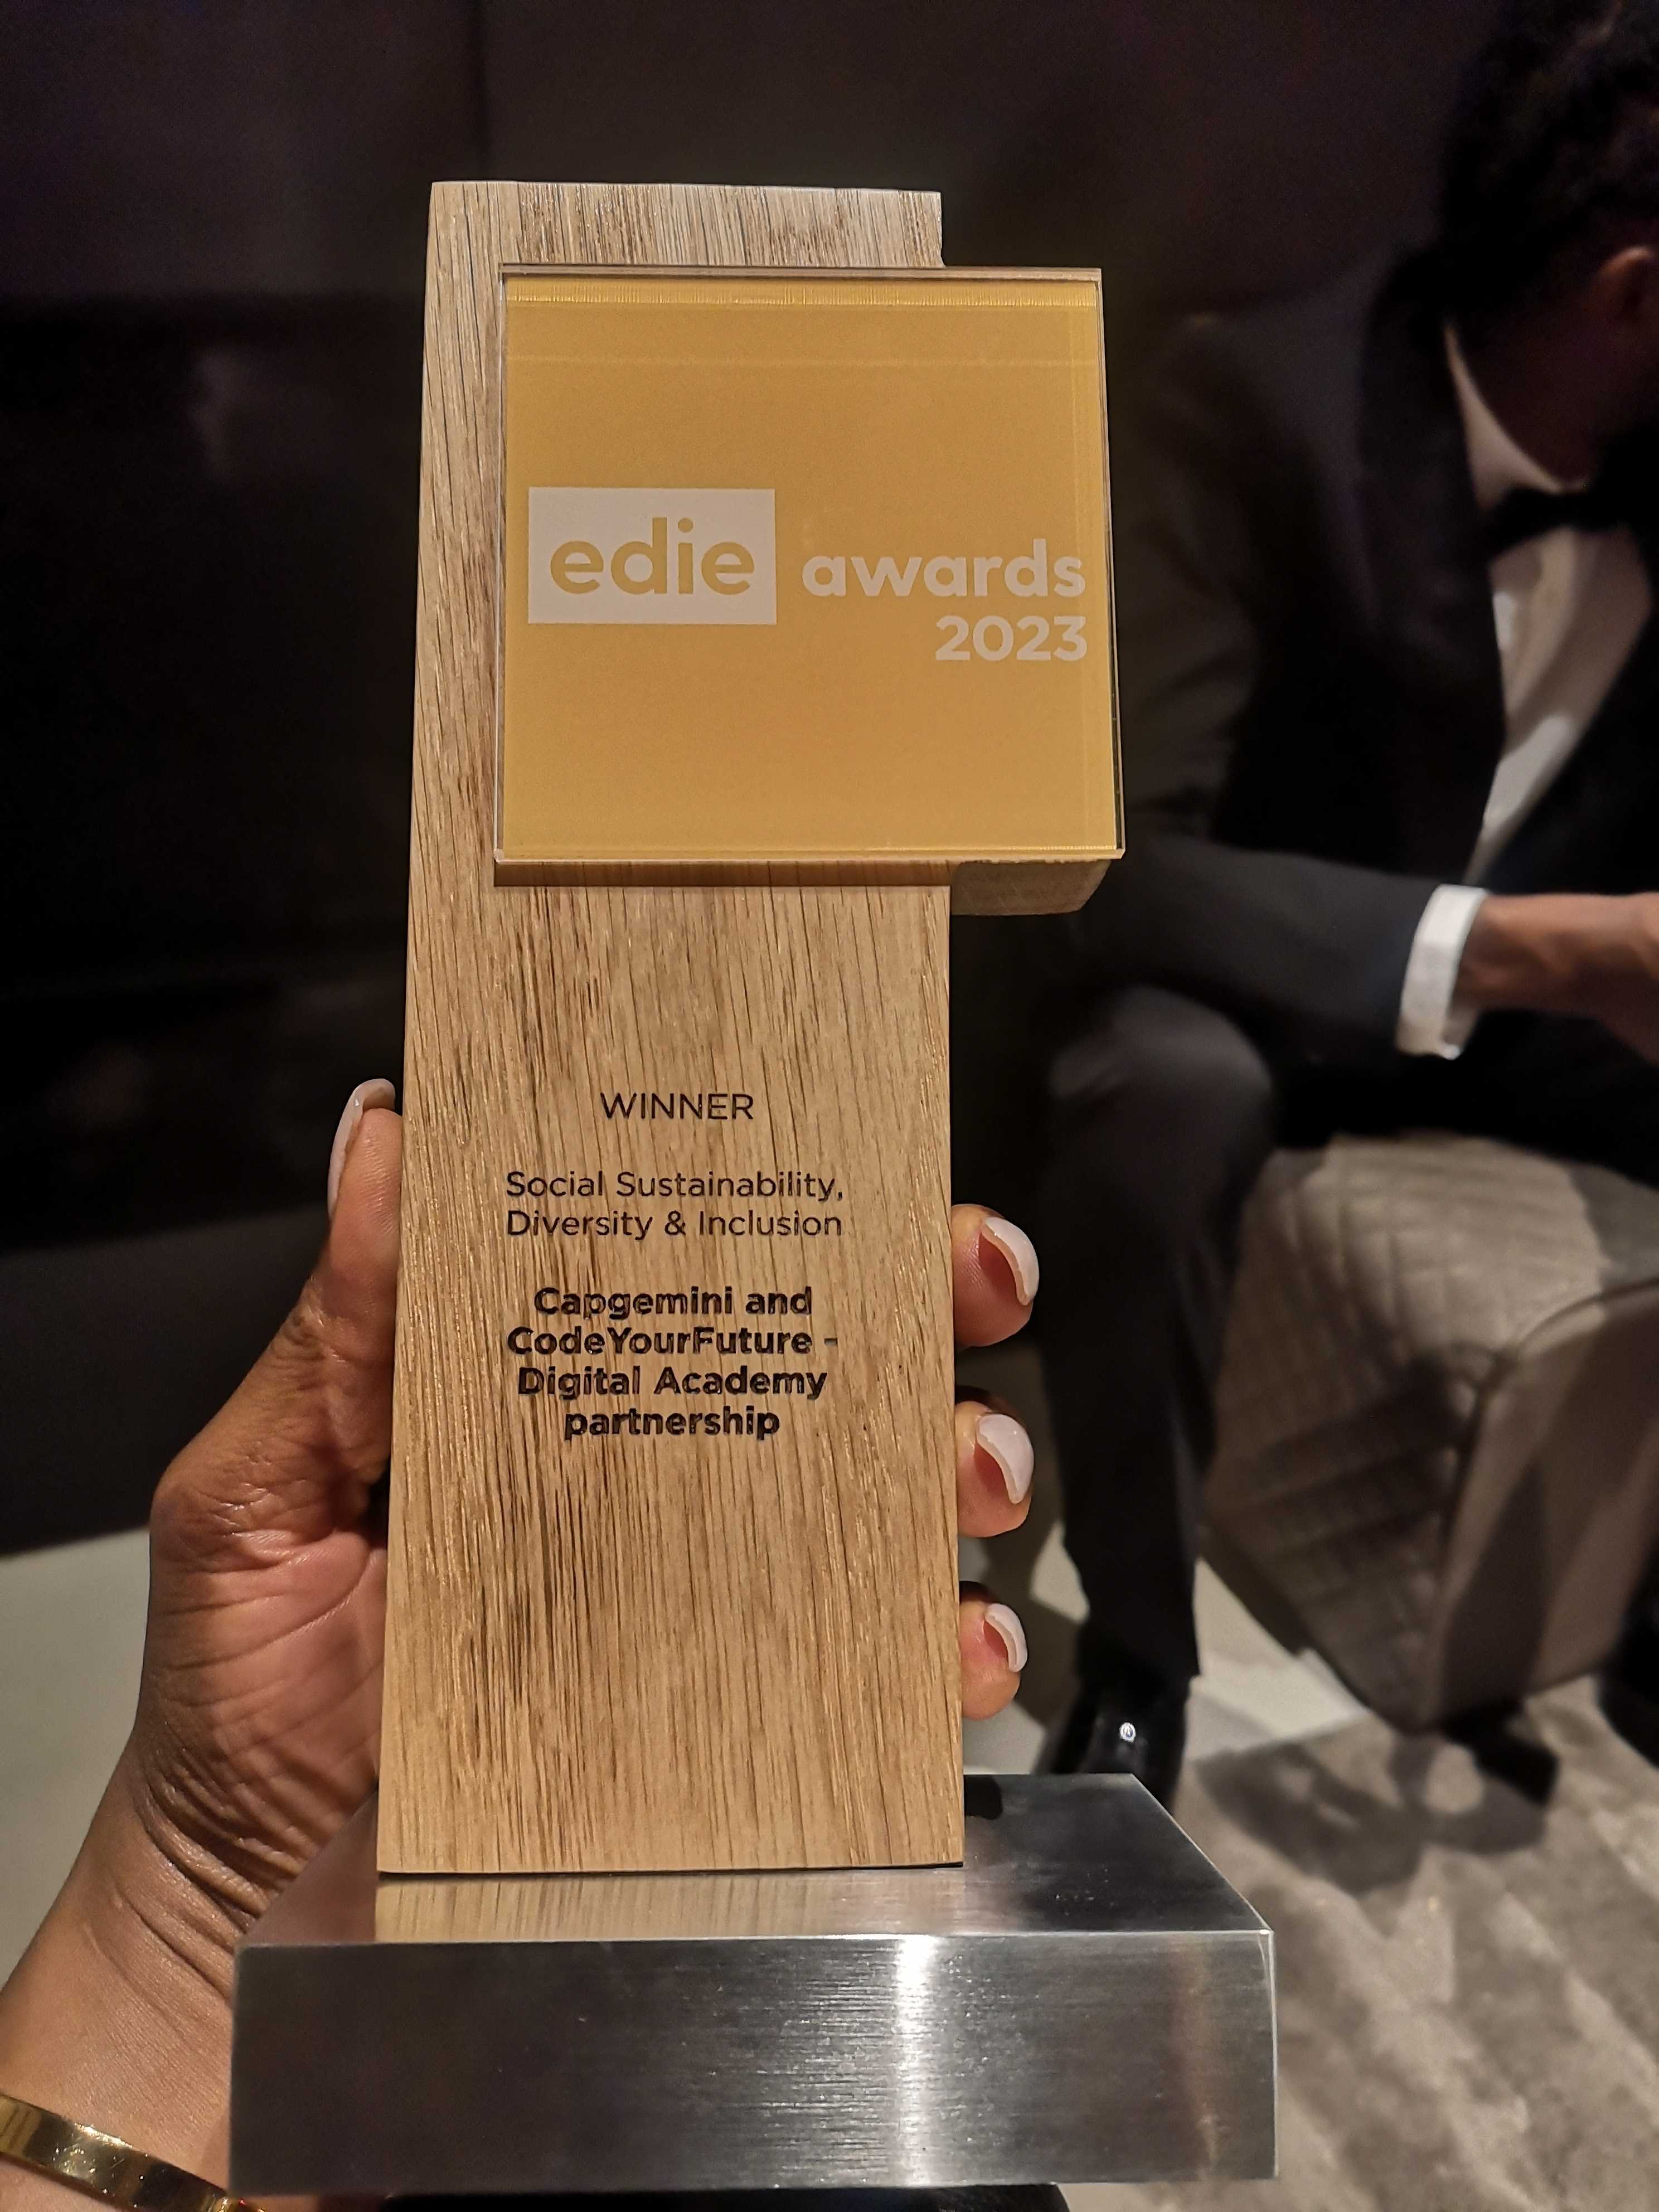 edie awards
2023
WINNER
Social Sustainability,
Diversity & Inclusion
Capgemini and
CodeYourFuture -
Digital Academy
partnership